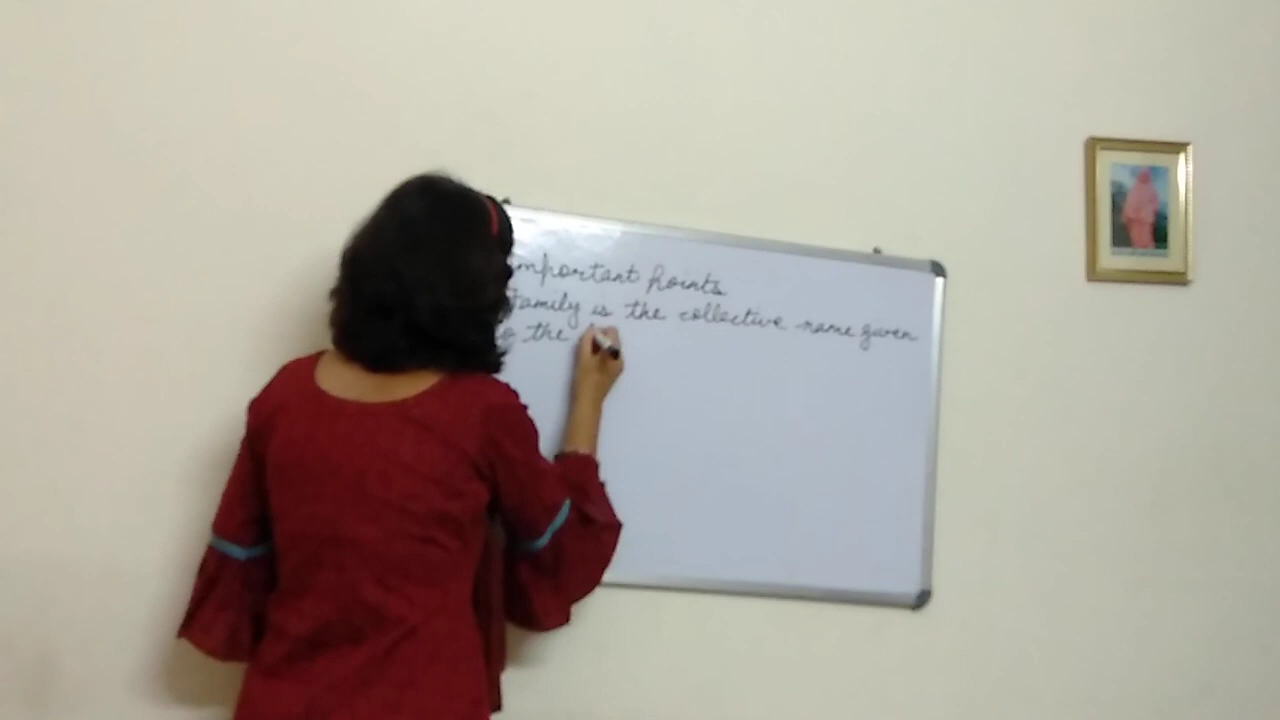 Important Points
Family is the collective name given
to the